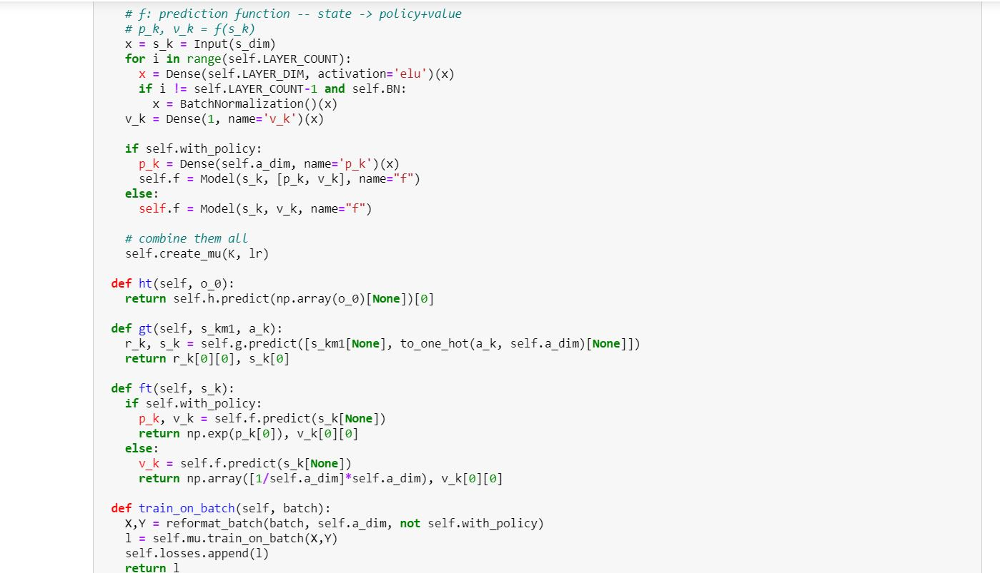 # f: prediction function -- state -> policy+value
# p_k, v_k = f(s_k)
x = s_k = Input(s_dim)
for i in range(self.LAYER_COUNT):
  x = Dense(self.LAYER_DIM, activation='elu')(x)
  if i != self.LAYER_COUNT-1 and self.BN:
    x = BatchNormalization()(x)
v_k = Dense(1, name='v_k')(x)

if self.with_policy:
  p_k = Dense(self.a_dim, name='p_k')(x)
  self.f = Model(s_k, [p_k, v_k], name="f")
else:
  self.f = Model(s_k, v_k, name="f")

# combine them all
self.create_mu(K, lr)

def ht(self, o_0):
  return self.h.predict(np.array(o_0)[None])[0]

def gt(self, s_km1, a_k):
  r_k, s_k = self.g.predict([s_km1[None], to_one_hot(a_k, self.a_dim)[None]])
  return r_k[0][0], s_k[0]

def ft(self, s_k):
  if self.with_policy:
    p_k, v_k = self.f.predict(s_k[None])
    return np.exp(p_k[0]), v_k[0][0]
  else:
    v_k = self.f.predict(s_k[None])
    return np.array([1/self.a_dim]*self.a_dim), v_k[0][0]

def train_on_batch(self, batch):
  X,Y = reformat_batch(batch, self.a_dim, not self.with_policy)
  l = self.mu.train_on_batch(X,Y)
  self.losses.append(l)
  return l